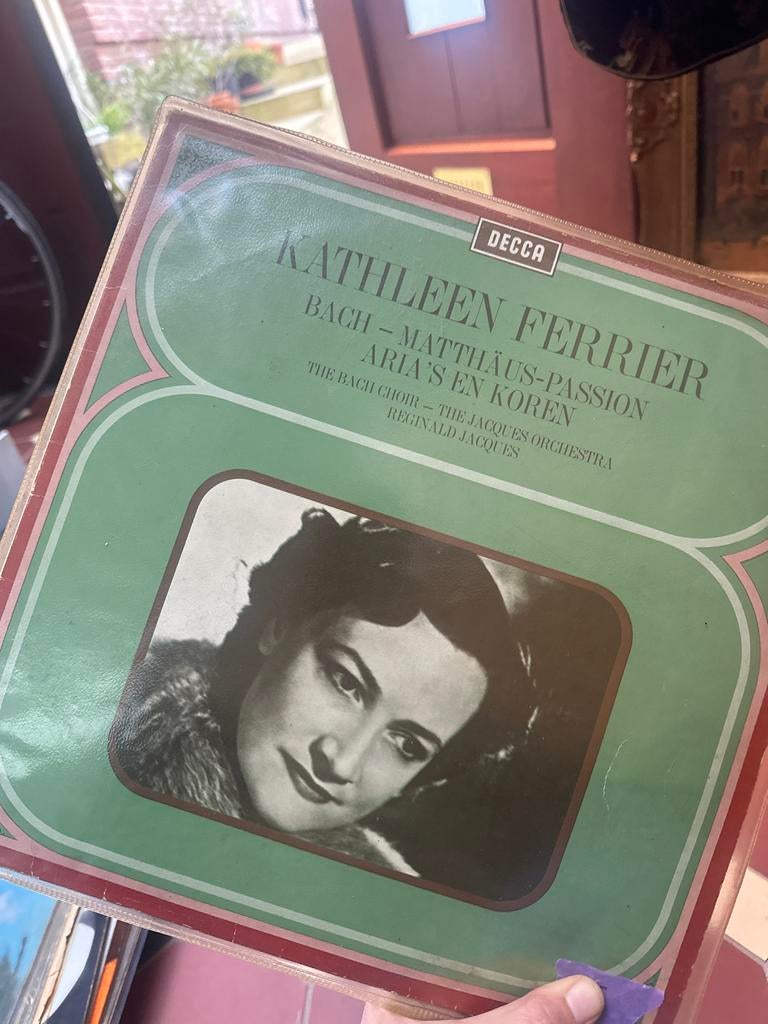 DECCA
KATHLEEN FERRIER
BACH – MATTHÄUS-PASSION
ARIA'S EN KOREN
THE BACH CHOIR – THE JACQUES ORCHESTRA
REGINALD JACQUES